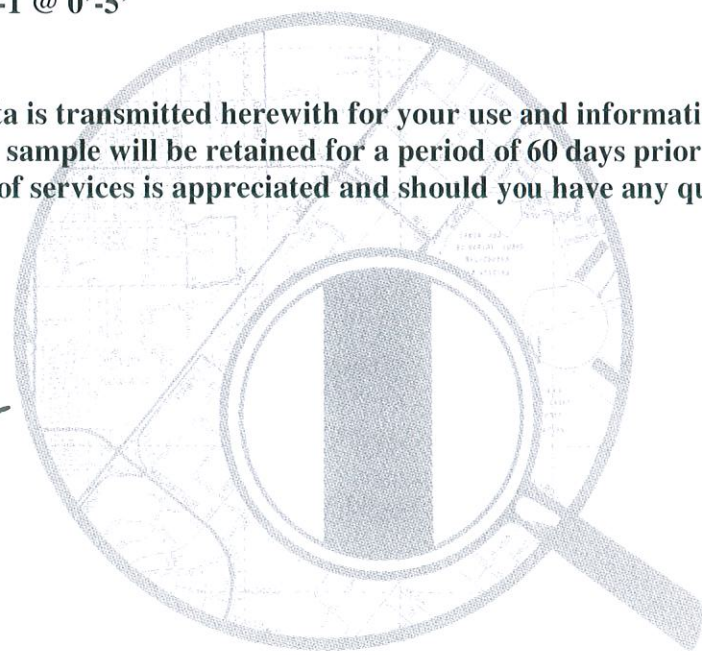 -1 @ 0'-5'
ta is transmitted herewith for your use and informati
sample will be retained for a period of 60 days prior
of services is appreciated and should you have any qu